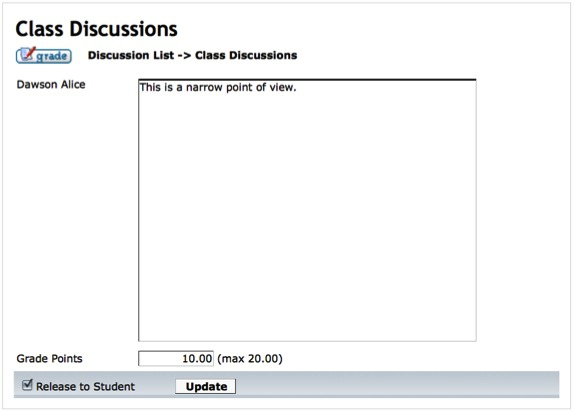 Class Discussions
grade Discussion List -> Class Discussions
Dawson Alice This is a narrow point of view.
Grade Points 10.00 (max 20.00)
Release to Student Update